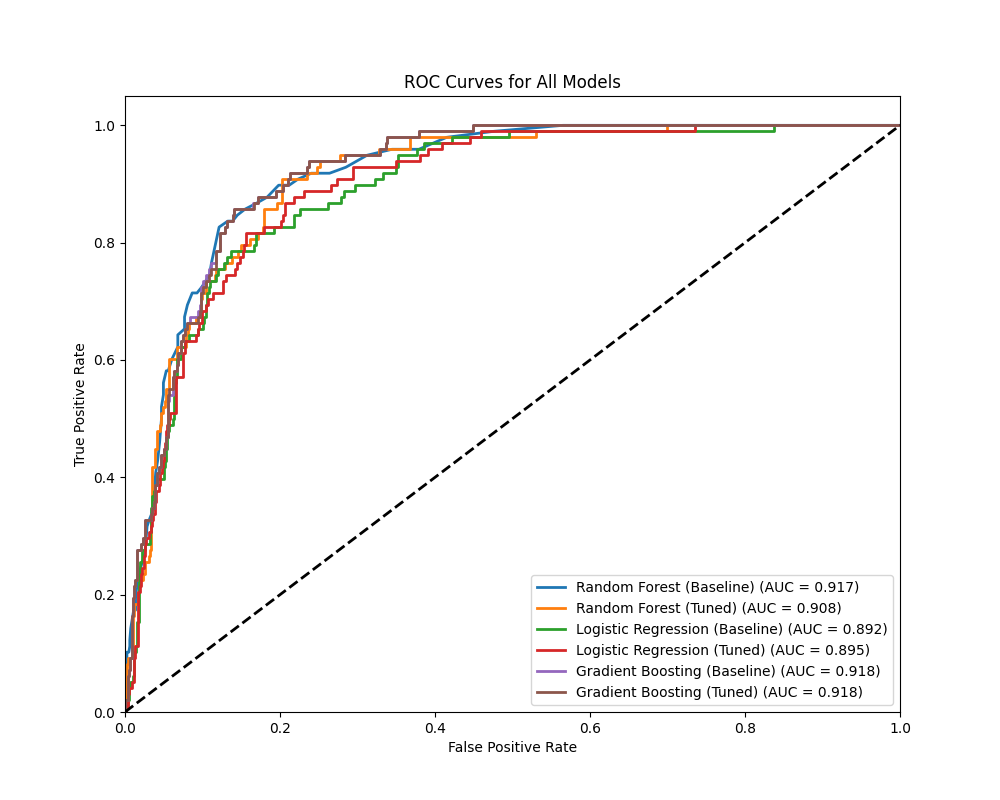 ROC Curves for All Models
True Positive Rate
1.0
0.8
0.6
0.4
0.2
0.0
Random Forest (Baseline) (AUC = 0.917)
Random Forest (Tuned) (AUC = 0.908)
Logistic Regression (Baseline) (AUC = 0.892)
Logistic Regression (Tuned) (AUC = 0.895)
Gradient Boosting (Baseline) (AUC = 0.918)
Gradient Boosting (Tuned) (AUC = 0.918)
0.0 0.2 0.4 0.6 0.8 1.0
False Positive Rate